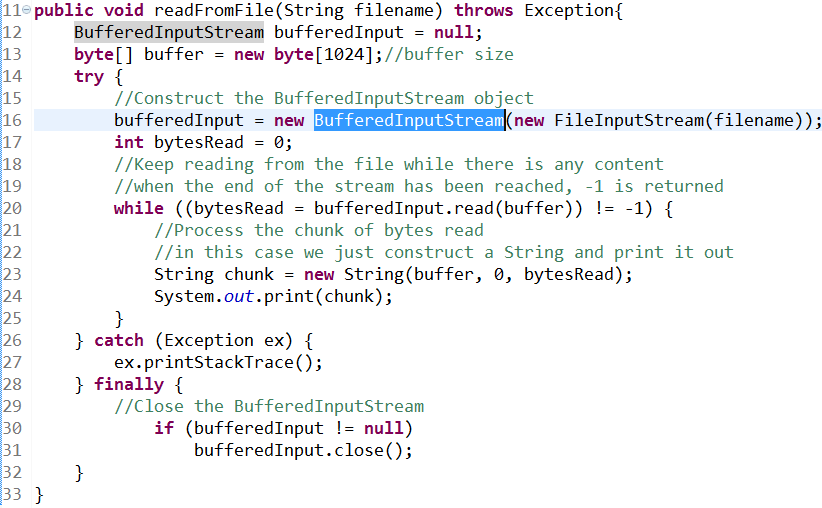 11 public void readFromFile(String filename) throws Exception{
12     BufferedInputStream bufferedInput = null;
13     byte[] buffer = new byte[1024];//buffer size
14     try {
15         //Construct the BufferedInputStream object
16         bufferedInput = new BufferedInputStream(new FileInputStream(filename));
17         int bytesRead = 0;
18         //Keep reading from the file while there is any content
19         //when the end of the stream has been reached, -1 is returned
20         while ((bytesRead = bufferedInput.read(buffer)) != -1) {
21             //Process the chunk of bytes read
22             //in this case we just construct a String and print it out
23             String chunk = new String(buffer, 0, bytesRead);
24             System.out.print(chunk);
25         }
26     } catch (Exception ex) {
27         ex.printStackTrace();
28     } finally {
29         //Close the BufferedInputStream
30             if (bufferedInput != null)
31                 bufferedInput.close();
32     }
33 }